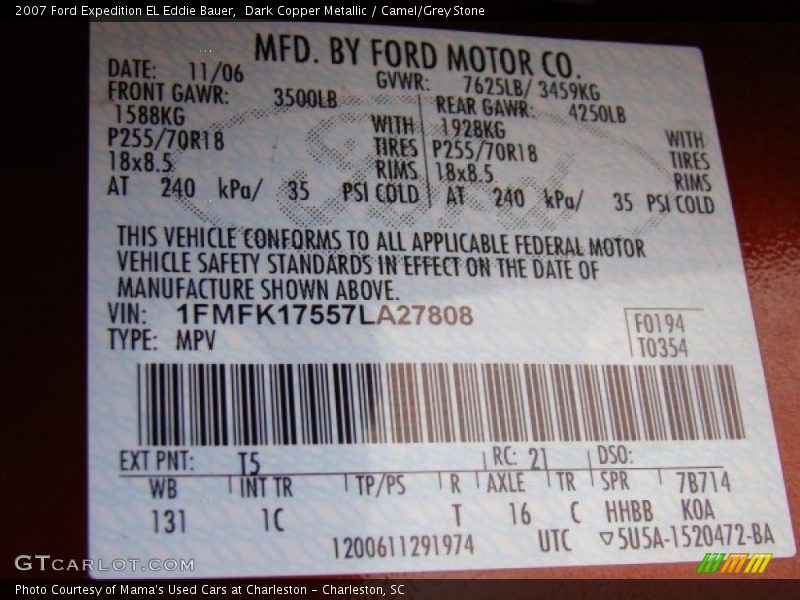 2007 Ford Expedition EL Eddie Bauer,  Dark Copper Metallic / Camel/Grey Stone
MFD. BY FORD MOTOR CO.
DATE: 11/06 GVWR: 7625LB/ 3459KG
FRONT GAWR: 3500LB REAR GAWR: 4250LB
1588KG WITH 1928KG WITH
P255/70R18 TIRES P255/70R18 TIRES
18x8.5 RIMS 18x8.5 RIMS
AT 240 kPa/ 35 PSI COLD AT 240 kPa/ 35 PSI COLD
Ford
THIS VEHICLE CONFORMS TO ALL APPLICABLE FEDERAL MOTOR
VEHICLE SAFETY STANDARDS IN EFFECT ON THE DATE OF
MANUFACTURE SHOWN ABOVE.
VIN: 1FMFK17557LA27808 F0194
TYPE: MPV T0354
EXT PNT: T5 RC: 21 DSO:
WB INT TR TP/PS R AXLE TR SPR 7B714
131 1C T 16 C HHBB KOA
1200611291974 UTC ▽5U5A-1520472-BA
GTCARLOT.COM
Photo Courtesy of Mama's Used Cars at Charleston - Charleston, SC